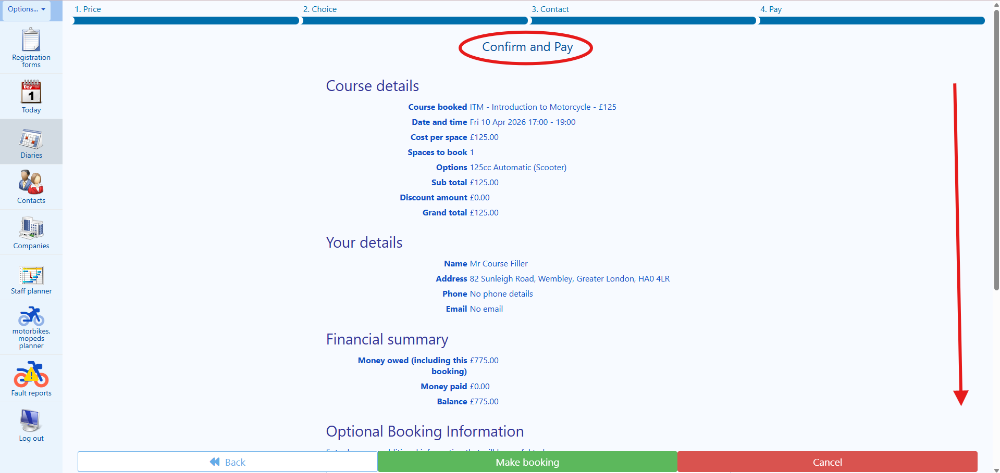 Options...
1. Price
2. Choice
3. Contact
4. Pay
Registration
forms
Day
1
Today
Diaries
Contacts
Companies
Staff planner
motorbikes,
mopeds
planner
Fault reports
Log out
Confirm and Pay
Course details
Course booked ITM - Introduction to Motorcycle - £125
Date and time Fri 10 Apr 2026 17:00 - 19:00
Cost per space £125.00
Spaces to book 1
Options 125cc Automatic (Scooter)
Sub total £125.00
Discount amount £0.00
Grand total £125.00
Your details
Name Mr Course Filler
Address 82 Sunleigh Road, Wembley, Greater London, HA0 4LR
Phone No phone details
Email No email
Financial summary
Money owed (including this £775.00
booking)
Money paid £0.00
Balance £775.00
Optional Booking Information
Back
Make booking
Cancel